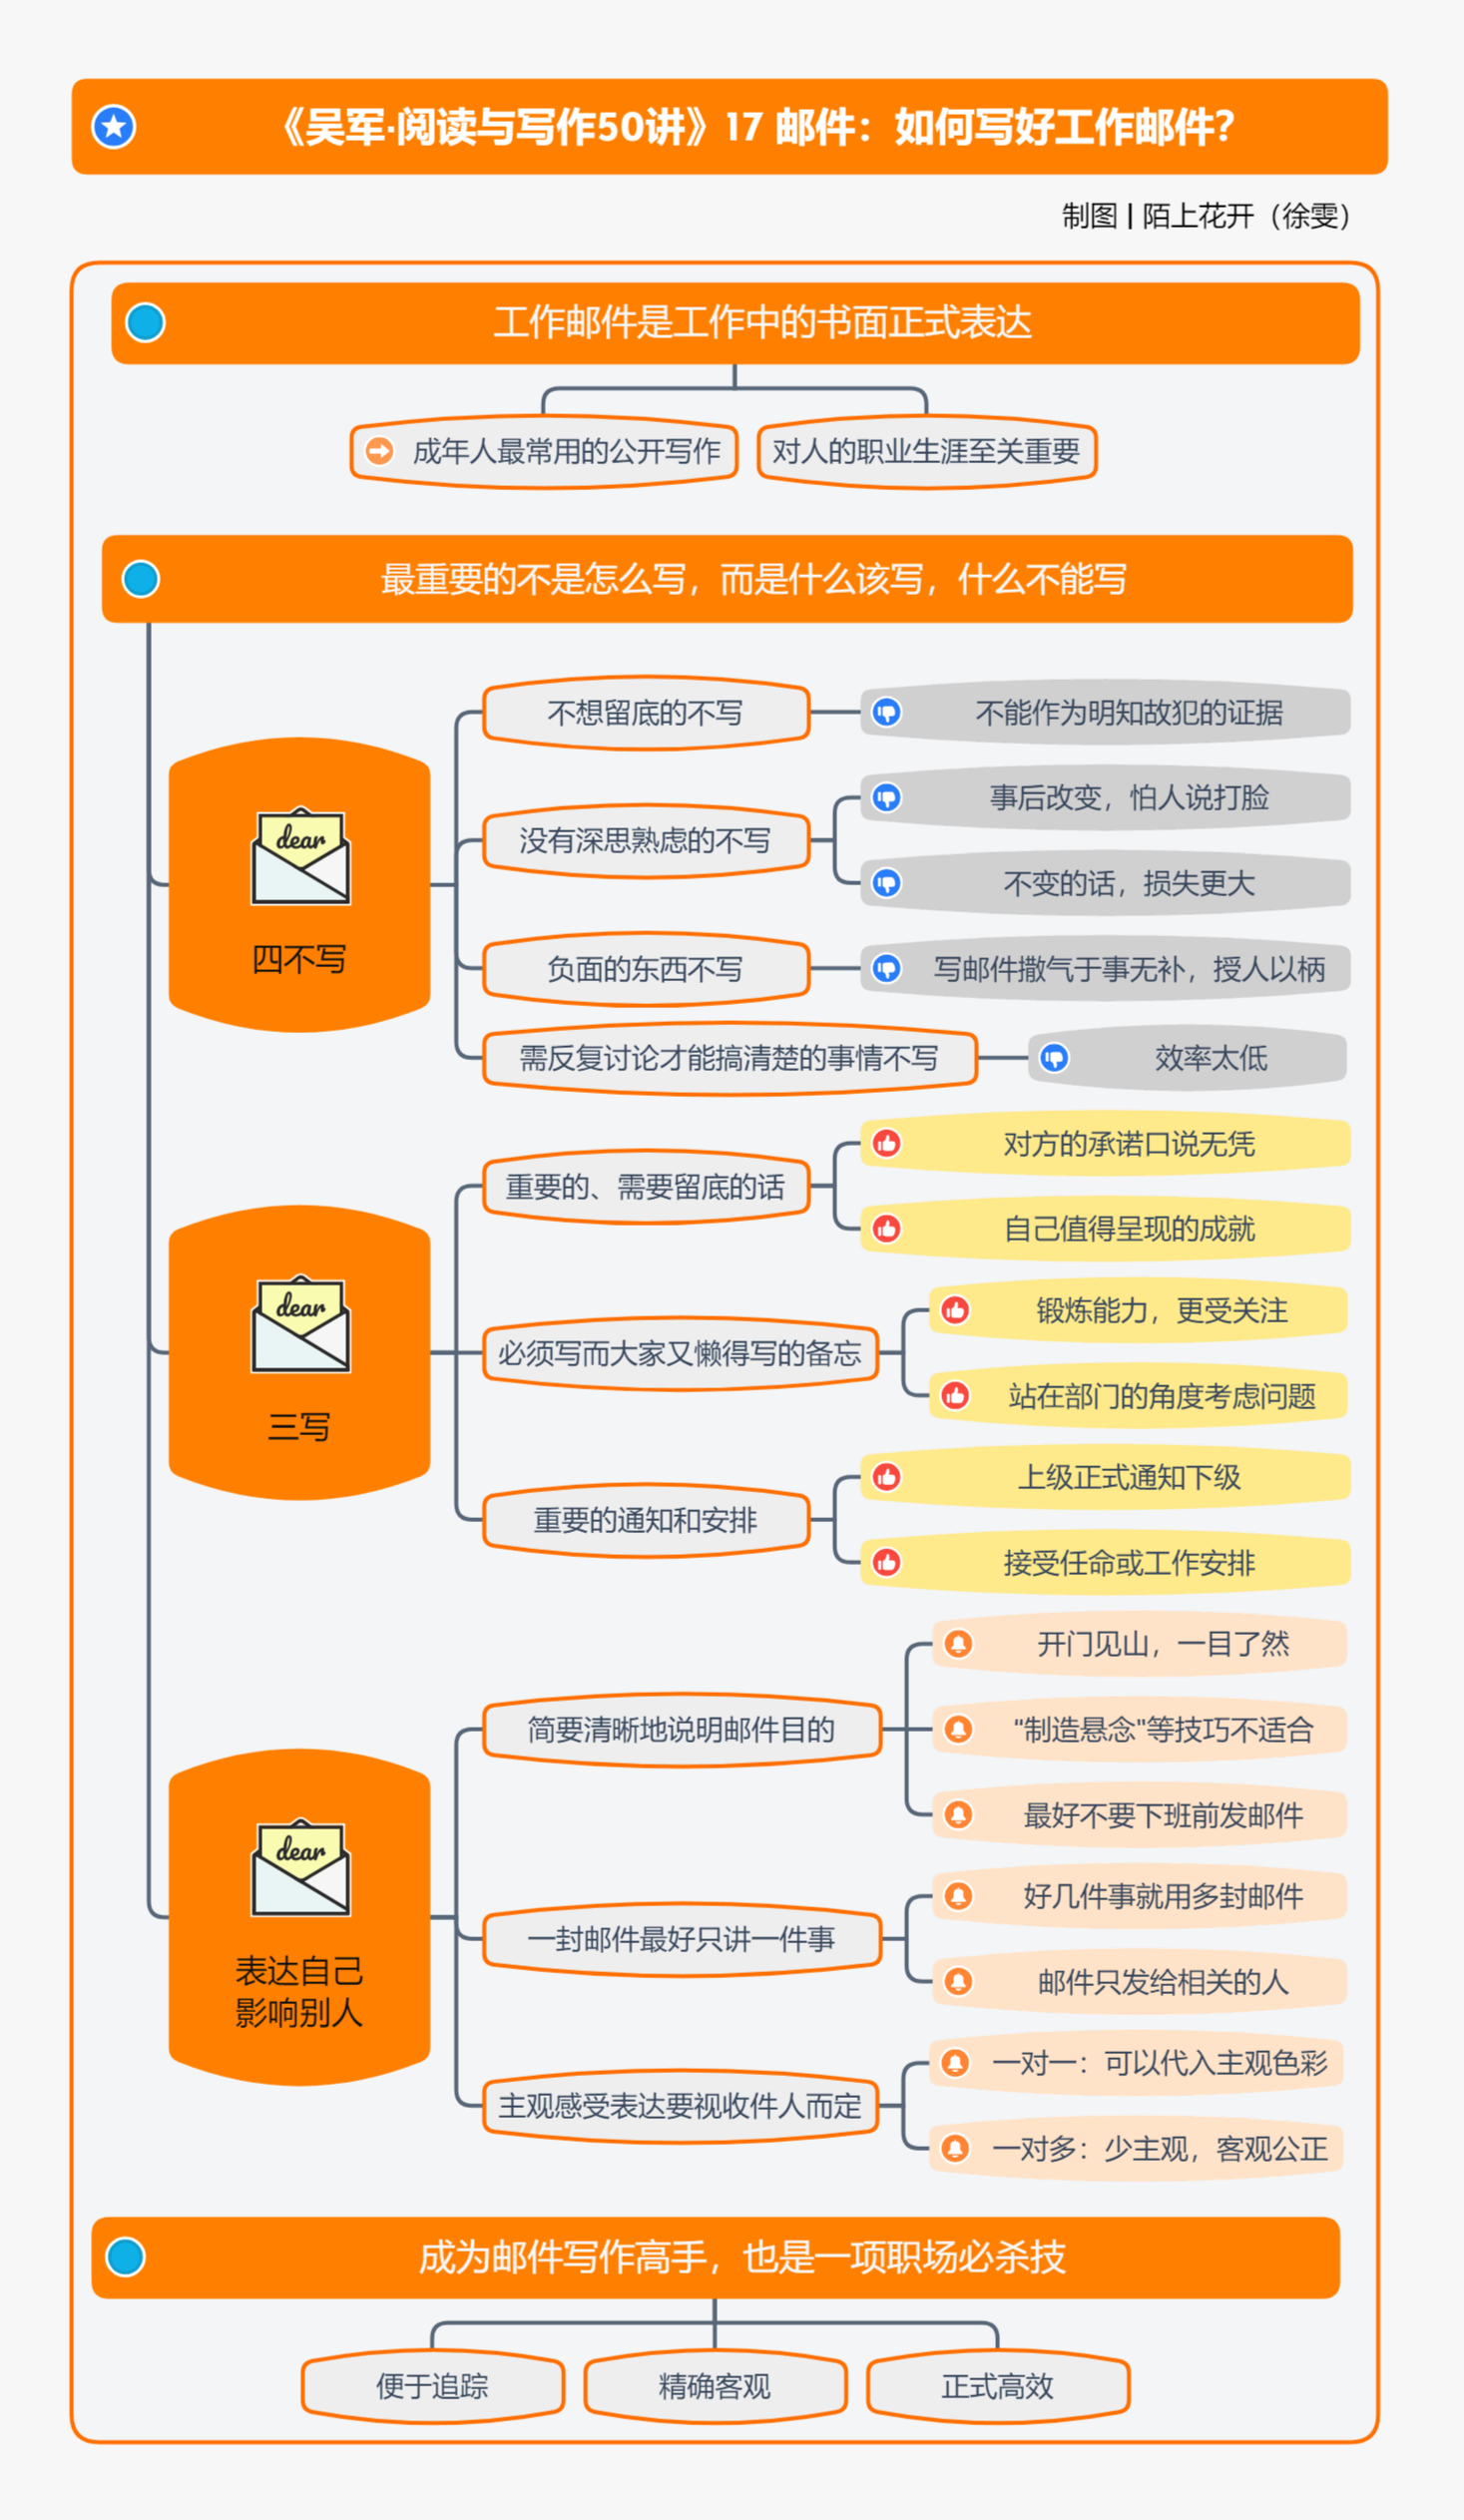 《吴军·阅读与写作50讲》17 邮件：如何写好工作邮件？
制图 | 陌上花开（徐雯）
工作邮件是工作中的书面正式表达
成年人最常用的公开写作
对人的职业生涯至关重要
最重要的不是怎么写，而是什么该写，什么不能写
dear
四不写
不想留底的不写
不能作为明知故犯的证据
没有深思熟虑的不写
事后改变，怕人说打脸
不变的话，损失更大
负面的东西不写
写邮件撒气于事无补，授人以柄
需反复讨论才能搞清楚的事情不写
效率太低
dear
三写
重要的、需要留底的话
对方的承诺口说无凭
自己值得呈现的成就
必须写而大家又懒得写的备忘
锻炼能力，更受关注
站在部门的角度考虑问题
重要的通知和安排
上级正式通知下级
接受任命或工作安排
dear
表达自己
影响别人
简要清晰地说明邮件目的
开门见山，一目了然
"制造悬念"等技巧不适合
最好不要下班前发邮件
一封邮件最好只讲一件事
好几件事就用多封邮件
邮件只发给相关的人
主观感受表达要视收件人而定
一对一：可以代入主观色彩
一对多：少主观，客观公正
成为邮件写作高手，也是一项职场必杀技
便于追踪
精确客观
正式高效